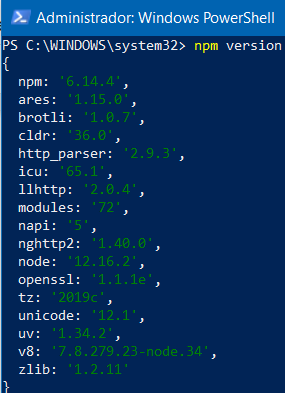 Administrador: Windows PowerShell
PS C:\WINDOWS\system32> npm version
{
  npm: '6.14.4',
  ares: '1.15.0',
  brotli: '1.0.7',
  cldr: '36.0',
  http_parser: '2.9.3',
  icu: '65.1',
  llhttp: '2.0.4',
  modules: '72',
  napi: '5',
  nghttp2: '1.40.0',
  node: '12.16.2',
  openssl: '1.1.1e',
  tz: '2019c',
  unicode: '12.1',
  uv: '1.34.2',
  v8: '7.8.279.23-node.34',
  zlib: '1.2.11'
}